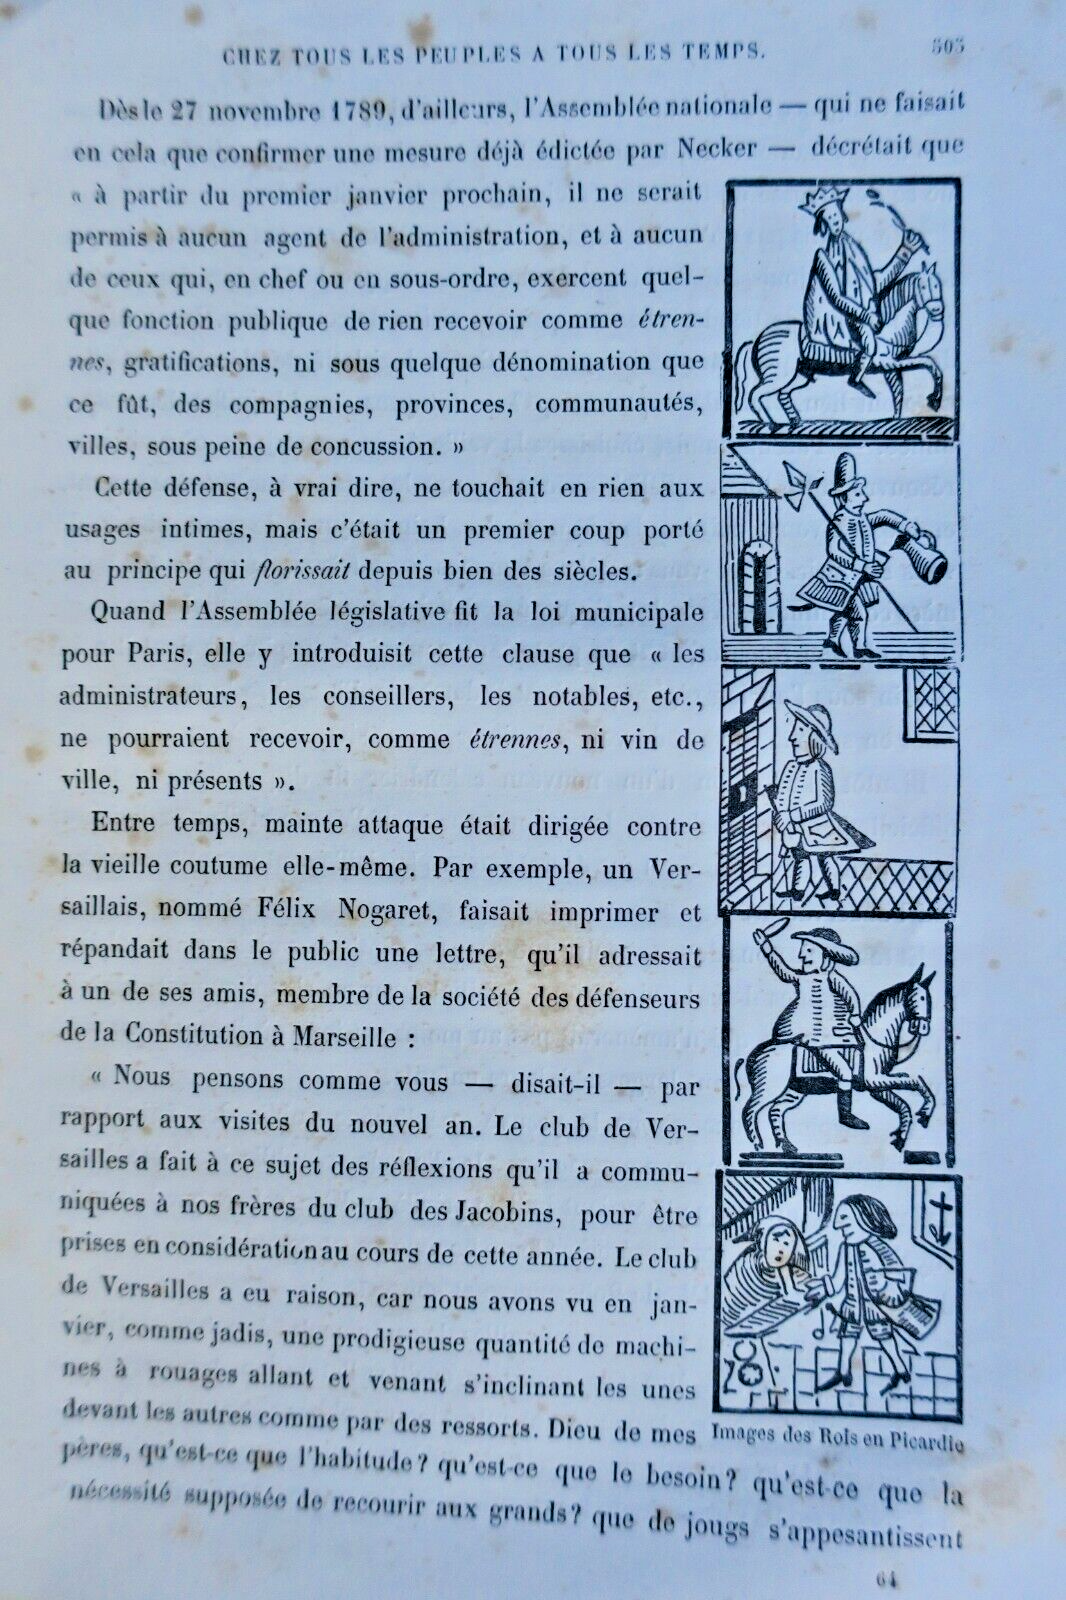 CHEZ TOUS LES PEUPLES A TOUS LES TEMPS. 505
Dès le 27 novembre 1789, d'ailleurs, l'Assemblée nationale — qui ne faisait
en cela que confirmer une mesure déjà édictée par Necker — décrétait que
« à partir du premier janvier prochain, il ne serait
permis à aucun agent de l'administration, et à aucun
de ceux qui, en chef ou en sous-ordre, exercent quel-
que fonction publique de rien recevoir comme étren-
nes, gratifications, ni sous quelque dénomination que
ce fût, des compagnies, provinces, communautés,
villes, sous peine de concussion. »
Cette défense, à vrai dire, ne touchait en rien aux
usages intimes, mais c'était un premier coup porté
au principe qui florissait depuis bien des siècles.
Quand l'Assemblée législative fit la loi municipale
pour Paris, elle y introduisit cette clause que « les
administrateurs, les conseillers, les notables, etc.,
ne pourraient recevoir, comme étrennes, ni vin de
ville, ni présents ».
Entre temps, mainte attaque était dirigée contre
la vieille coutume elle-même. Par exemple, un Ver-
saillais, nommé Félix Nogaret, faisait imprimer et
répandait dans le public une lettre, qu'il adressait
à un de ses amis, membre de la société des défenseurs
de la Constitution à Marseille :
« Nous pensons comme vous — disait-il — par
rapport aux visites du nouvel an. Le club de Ver-
sailles a fait à ce sujet des réflexions qu'il a commu-
niquées à nos frères du club des Jacobins, pour être
prises en considération au cours de cette année. Le club
de Versailles a eu raison, car nous avons vu en jan-
vier, comme jadis, une prodigieuse quantité de machi-
nes à rouages allant et venant s'inclinant les unes
devant les autres comme par des ressorts. Dieu de mes
pères, qu'est-ce que l'habitude? qu'est-ce que le besoin? qu'est-ce que la
nécessité supposée de recourir aux grands? que de jougs s'appesantissent
Images des Rois en Picardie
64